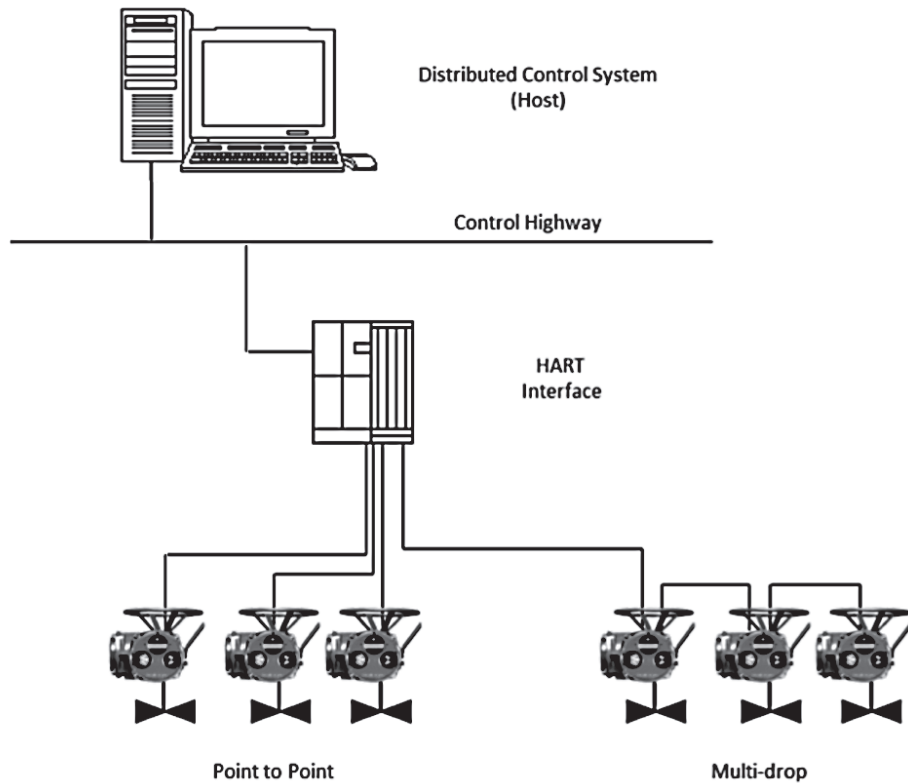 Distributed Control System
(Host)
Control Highway
HART
Interface
Point to Point
Multi-drop